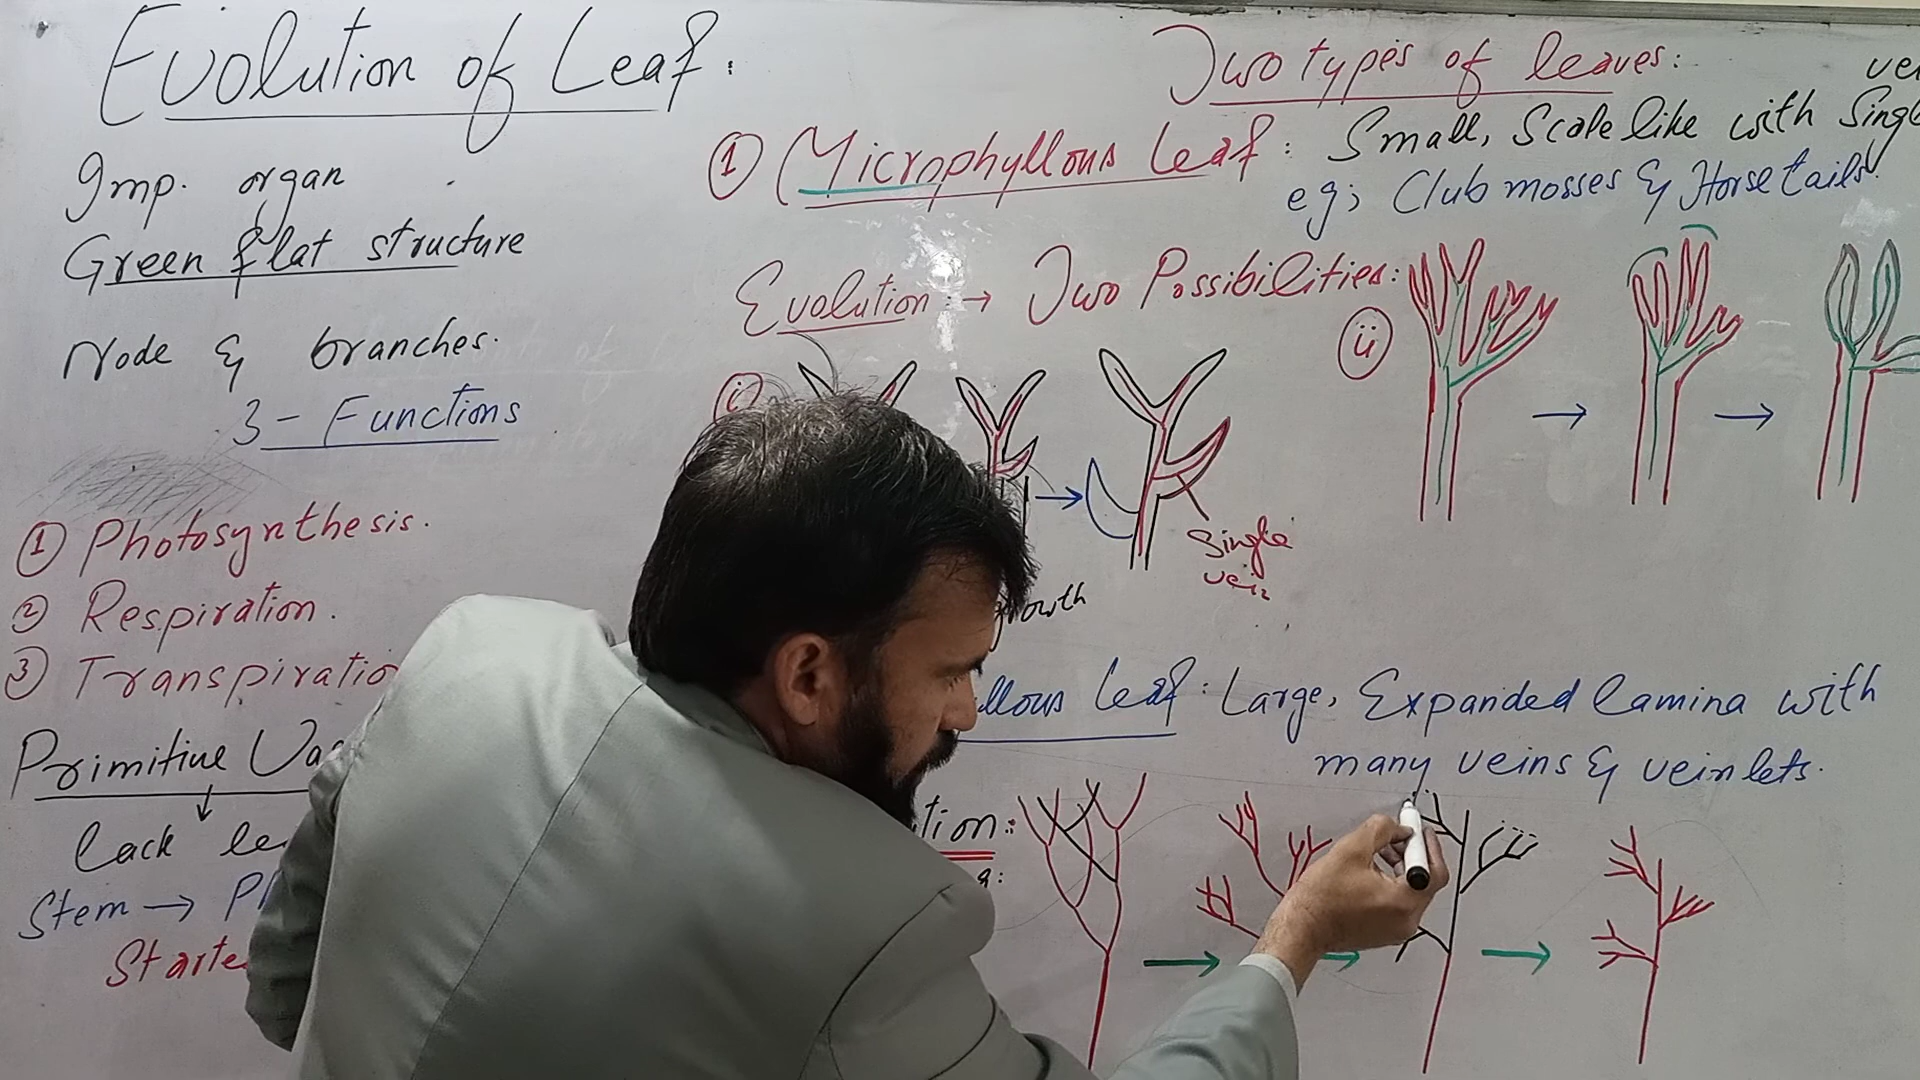 Evolution of Leaf:
Imp. organ
Green flat structure
Node & branches.
3 - Functions
① Photosynthesis.
② Respiration.
③ Transpiratio
Primitive Va
↓
Lack le
Stem → P
Starte
Two types of leaves:
① Microphyllous Leaf: Small, Scale like with Singl
ve
eg; Club mosses & Horse tails.
Evolution: → Two Possibilities:
i
ii
Single
vein
rowth
llous Leaf: Large, Expanded lamina with
many veins & veinlets.
tion: